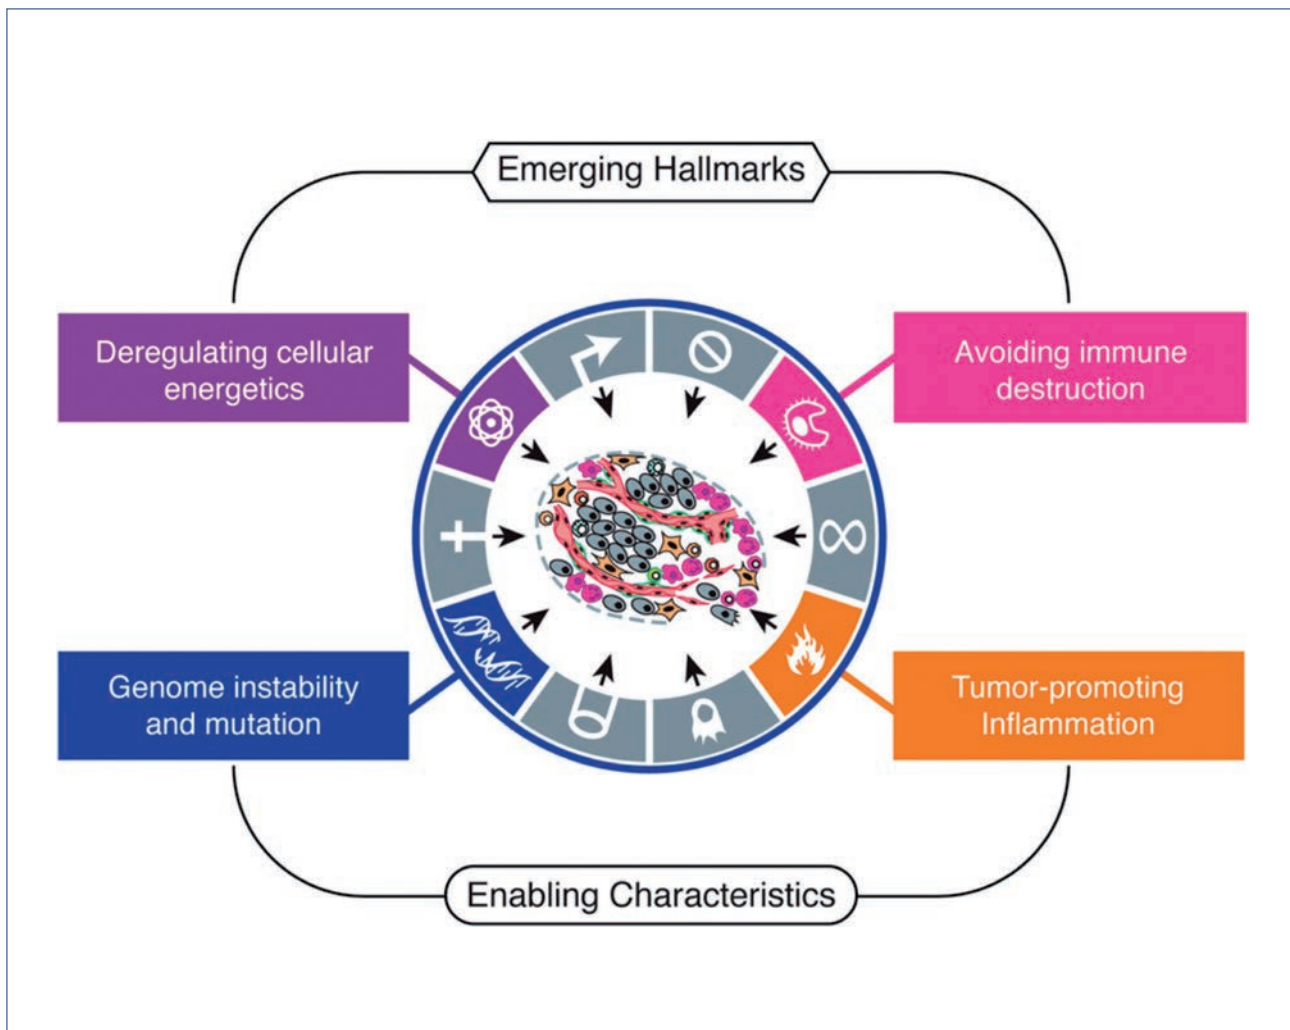 Emerging Hallmarks
Deregulating cellular
energetics
Avoiding immune
destruction
Genome instability
and mutation
Tumor-promoting
Inflammation
Enabling Characteristics